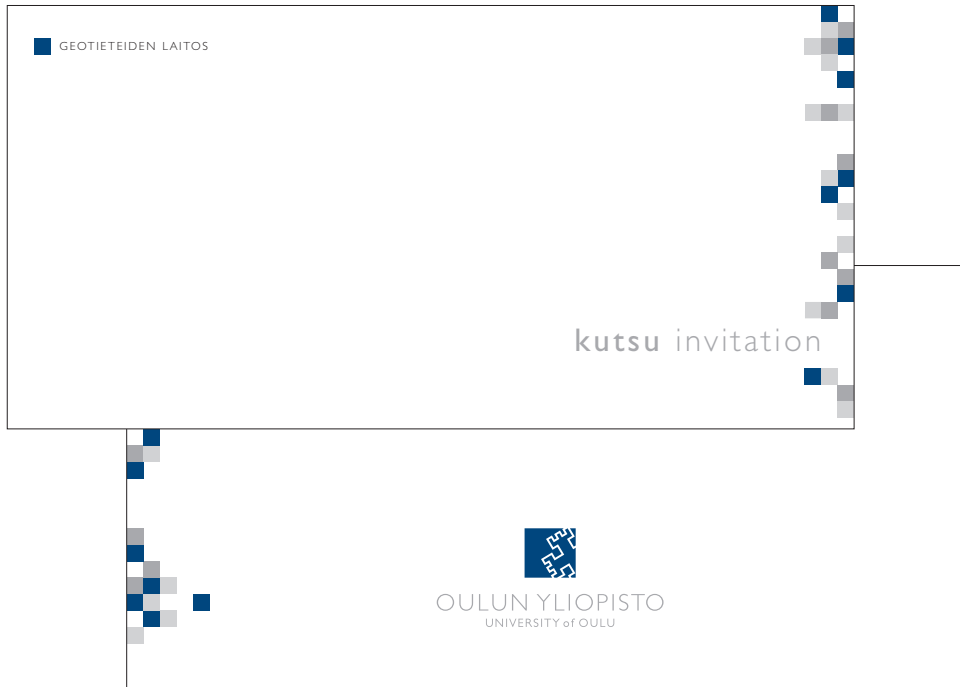 GEOTIETEIDEN LAITOS
kutsu invitation
OULUN YLIOPISTO
UNIVERSITY of OULU